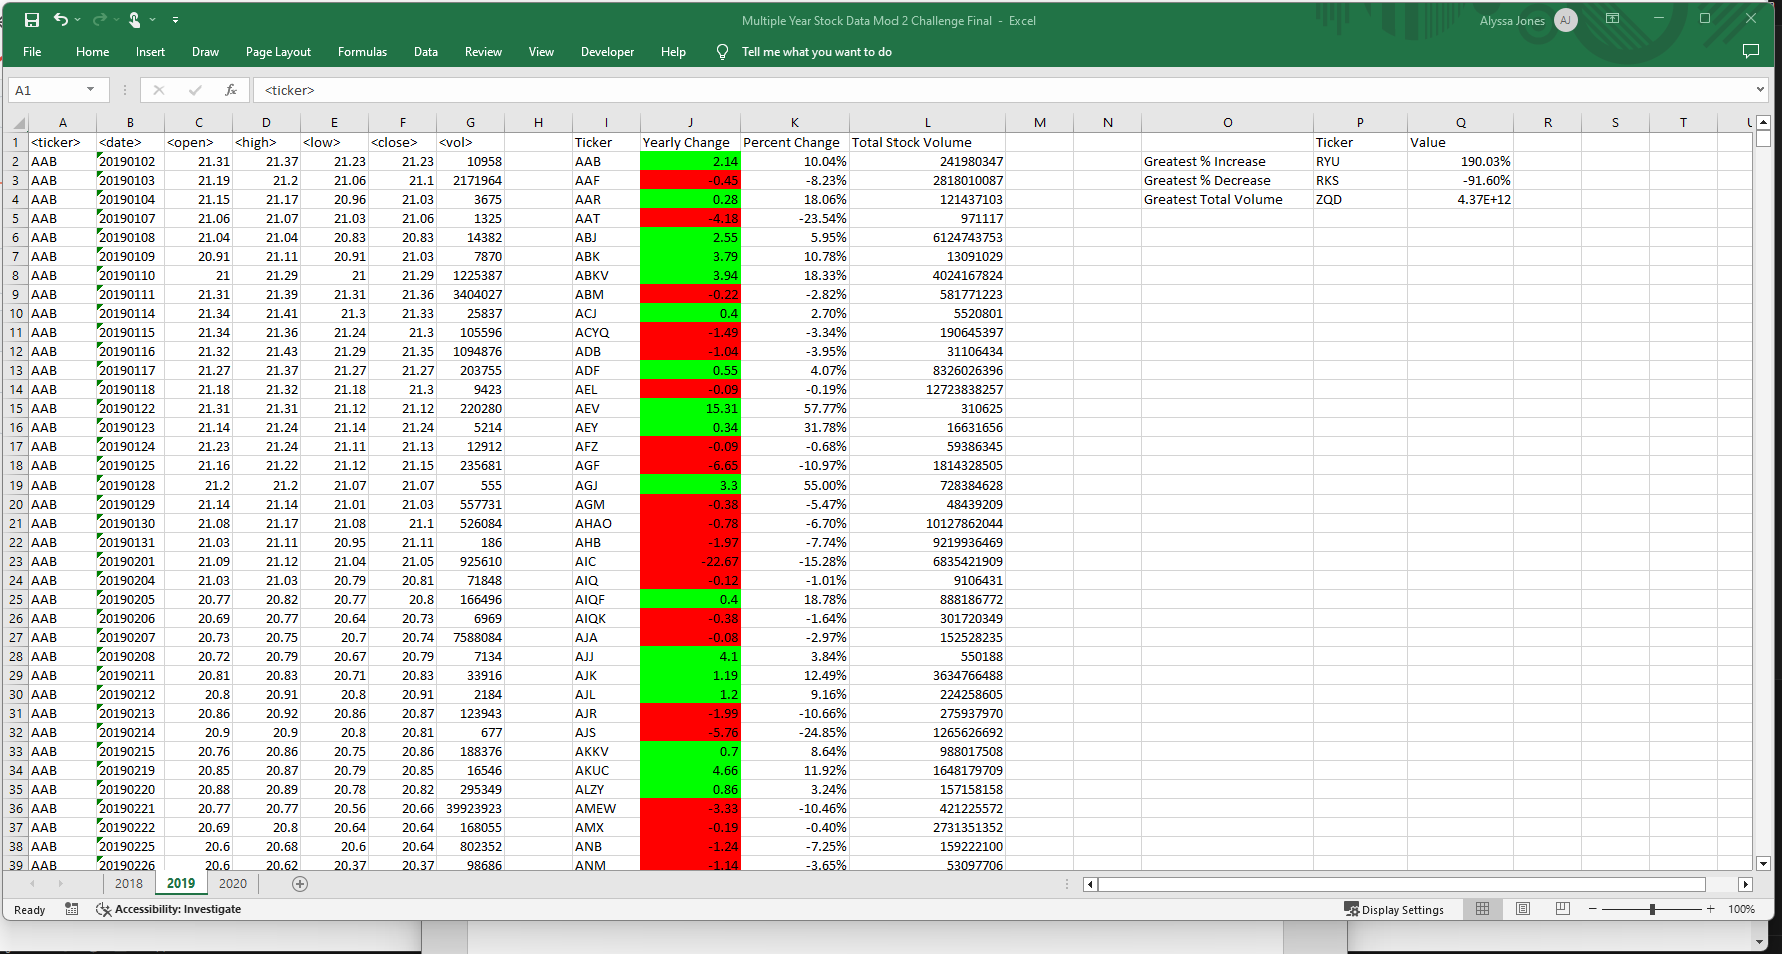 Multiple Year Stock Data Mod 2 Challenge Final - Excel
Alyssa Jones AJ
File Home Insert Draw Page Layout Formulas Data Review View Developer Help Tell me what you want to do
A1 fx <ticker>
A B C D E F G H I J K L M N O P Q R S T U
1 <ticker> <date> <open> <high> <low> <close> <vol> Ticker Yearly Change Percent Change Total Stock Volume Ticker Value
2 AAB 20190102 21.31 21.37 21.23 21.23 10958 AAB 2.14 10.04% 241980347 Greatest % Increase RYU 190.03%
3 AAB 20190103 21.19 21.2 21.06 21.1 2171964 AAF -0.45 -8.23% 2818010087 Greatest % Decrease RKS -91.60%
4 AAB 20190104 21.15 21.17 20.96 21.03 3675 AAR 0.28 18.06% 121437103 Greatest Total Volume ZQD 4.37E+12
5 AAB 20190107 21.06 21.07 21.03 21.06 1325 AAT -4.18 -23.54% 971117
6 AAB 20190108 21.04 21.04 20.83 20.83 14382 ABJ 2.55 5.95% 6124743753
7 AAB 20190109 20.91 21.11 20.91 21.03 7870 ABK 3.79 10.78% 13091029
8 AAB 20190110 21 21.29 21 21.29 1225387 ABKV 3.94 18.33% 4024167824
9 AAB 20190111 21.31 21.39 21.31 21.36 3404027 ABM -0.22 -2.82% 581771223
10 AAB 20190114 21.34 21.41 21.3 21.33 25837 ACJ 0.4 2.70% 5520801
11 AAB 20190115 21.34 21.36 21.24 21.3 105596 ACYQ -1.49 -3.34% 190645397
12 AAB 20190116 21.32 21.43 21.29 21.35 1094876 ADB -1.04 -3.95% 31106434
13 AAB 20190117 21.27 21.37 21.27 21.27 203755 ADF 0.55 4.07% 8326026396
14 AAB 20190118 21.18 21.32 21.18 21.3 9423 AEL -0.09 -0.19% 12723838257
15 AAB 20190122 21.31 21.31 21.12 21.12 220280 AEV 15.31 57.77% 310625
16 AAB 20190123 21.14 21.24 21.14 21.24 5214 AEY 0.34 31.78% 16631656
17 AAB 20190124 21.23 21.24 21.11 21.13 12912 AFZ -0.09 -0.68% 59386345
18 AAB 20190125 21.16 21.22 21.12 21.15 235681 AGF -6.65 -10.97% 1814328505
19 AAB 20190128 21.2 21.2 21.07 21.07 555 AGJ 3.3 55.00% 728384628
20 AAB 20190129 21.14 21.14 21.01 21.03 557731 AGM -0.38 -5.47% 48439209
21 AAB 20190130 21.08 21.17 21.08 21.1 526084 AHAO -0.78 -6.70% 10127862044
22 AAB 20190131 21.03 21.11 20.95 21.11 186 AHB -1.97 -7.74% 9219936469
23 AAB 20190201 21.09 21.12 21.04 21.05 925610 AIC -22.67 -15.28% 6835421909
24 AAB 20190204 21.03 21.03 20.79 20.81 71848 AIQ -0.12 -1.01% 9106431
25 AAB 20190205 20.77 20.82 20.77 20.8 166496 AIQF 0.4 18.78% 888186772
26 AAB 20190206 20.69 20.77 20.64 20.73 6969 AIQK -0.38 -1.64% 301720349
27 AAB 20190207 20.73 20.75 20.7 20.74 7588084 AJA -0.08 -2.97% 152528235
28 AAB 20190208 20.72 20.79 20.67 20.79 7134 AJJ 4.1 3.84% 550188
29 AAB 20190211 20.81 20.83 20.71 20.83 33916 AJK 1.19 12.49% 3634766488
30 AAB 20190212 20.8 20.91 20.8 20.91 2184 AJL 1.2 9.16% 224258605
31 AAB 20190213 20.86 20.92 20.86 20.87 123943 AJR -1.99 -10.66% 275937970
32 AAB 20190214 20.9 20.9 20.8 20.81 677 AJS -5.76 -24.85% 1265626692
33 AAB 20190215 20.76 20.86 20.75 20.86 188376 AKKV 0.7 8.64% 988017508
34 AAB 20190219 20.85 20.87 20.79 20.85 16546 AKUC 4.66 11.92% 1648179709
35 AAB 20190220 20.88 20.89 20.78 20.82 295349 ALZY 0.86 3.24% 157158158
36 AAB 20190221 20.77 20.77 20.56 20.66 39923923 AMEW -3.33 -10.46% 421225572
37 AAB 20190222 20.69 20.8 20.64 20.64 168055 AMX -0.19 -0.40% 2731351352
38 AAB 20190225 20.6 20.68 20.6 20.64 802352 ANB -1.24 -7.25% 159222100
39 AAB 20190226 20.6 20.62 20.37 20.37 98686 ANM -1.14 -3.65% 53097706
2018 2019 2020
Ready Accessibility: Investigate Display Settings 100%